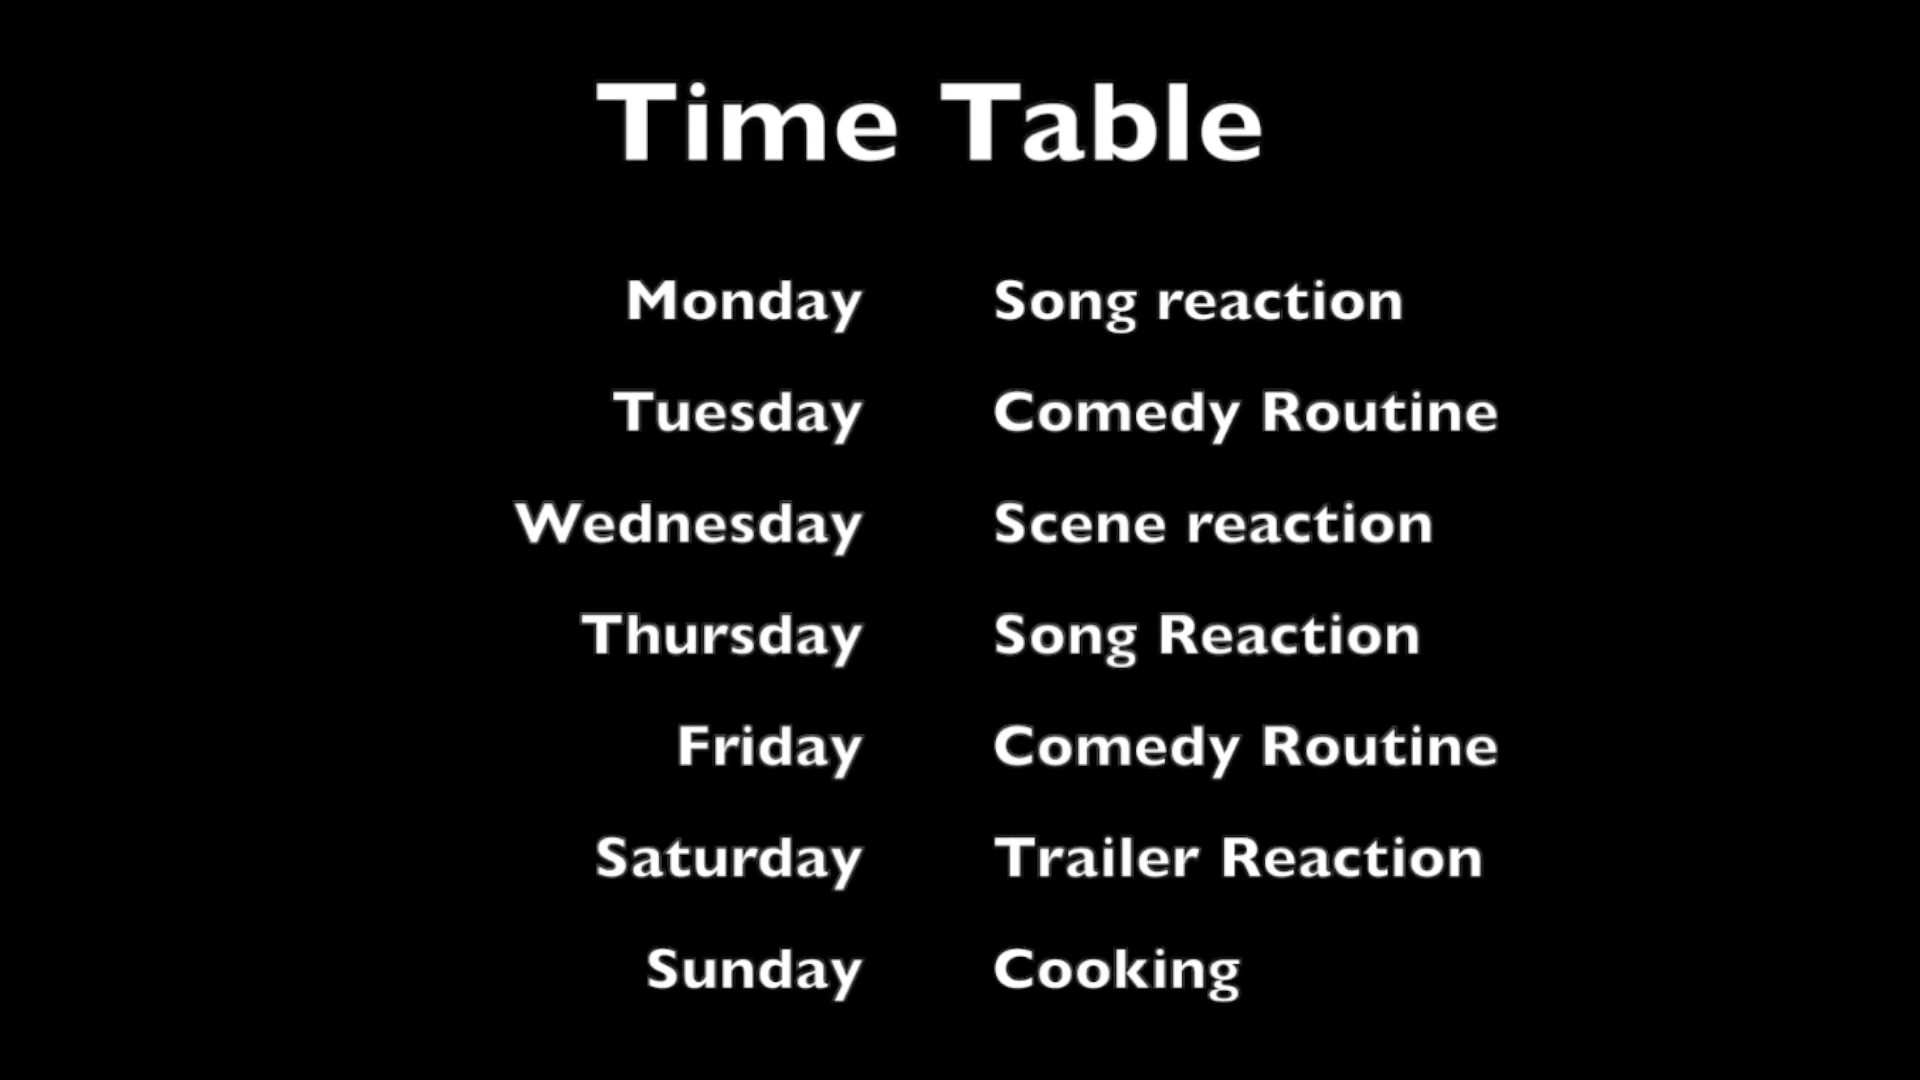 Time Table
Monday Song reaction
Tuesday Comedy Routine
Wednesday Scene reaction
Thursday Song Reaction
Friday Comedy Routine
Saturday Trailer Reaction
Sunday Cooking